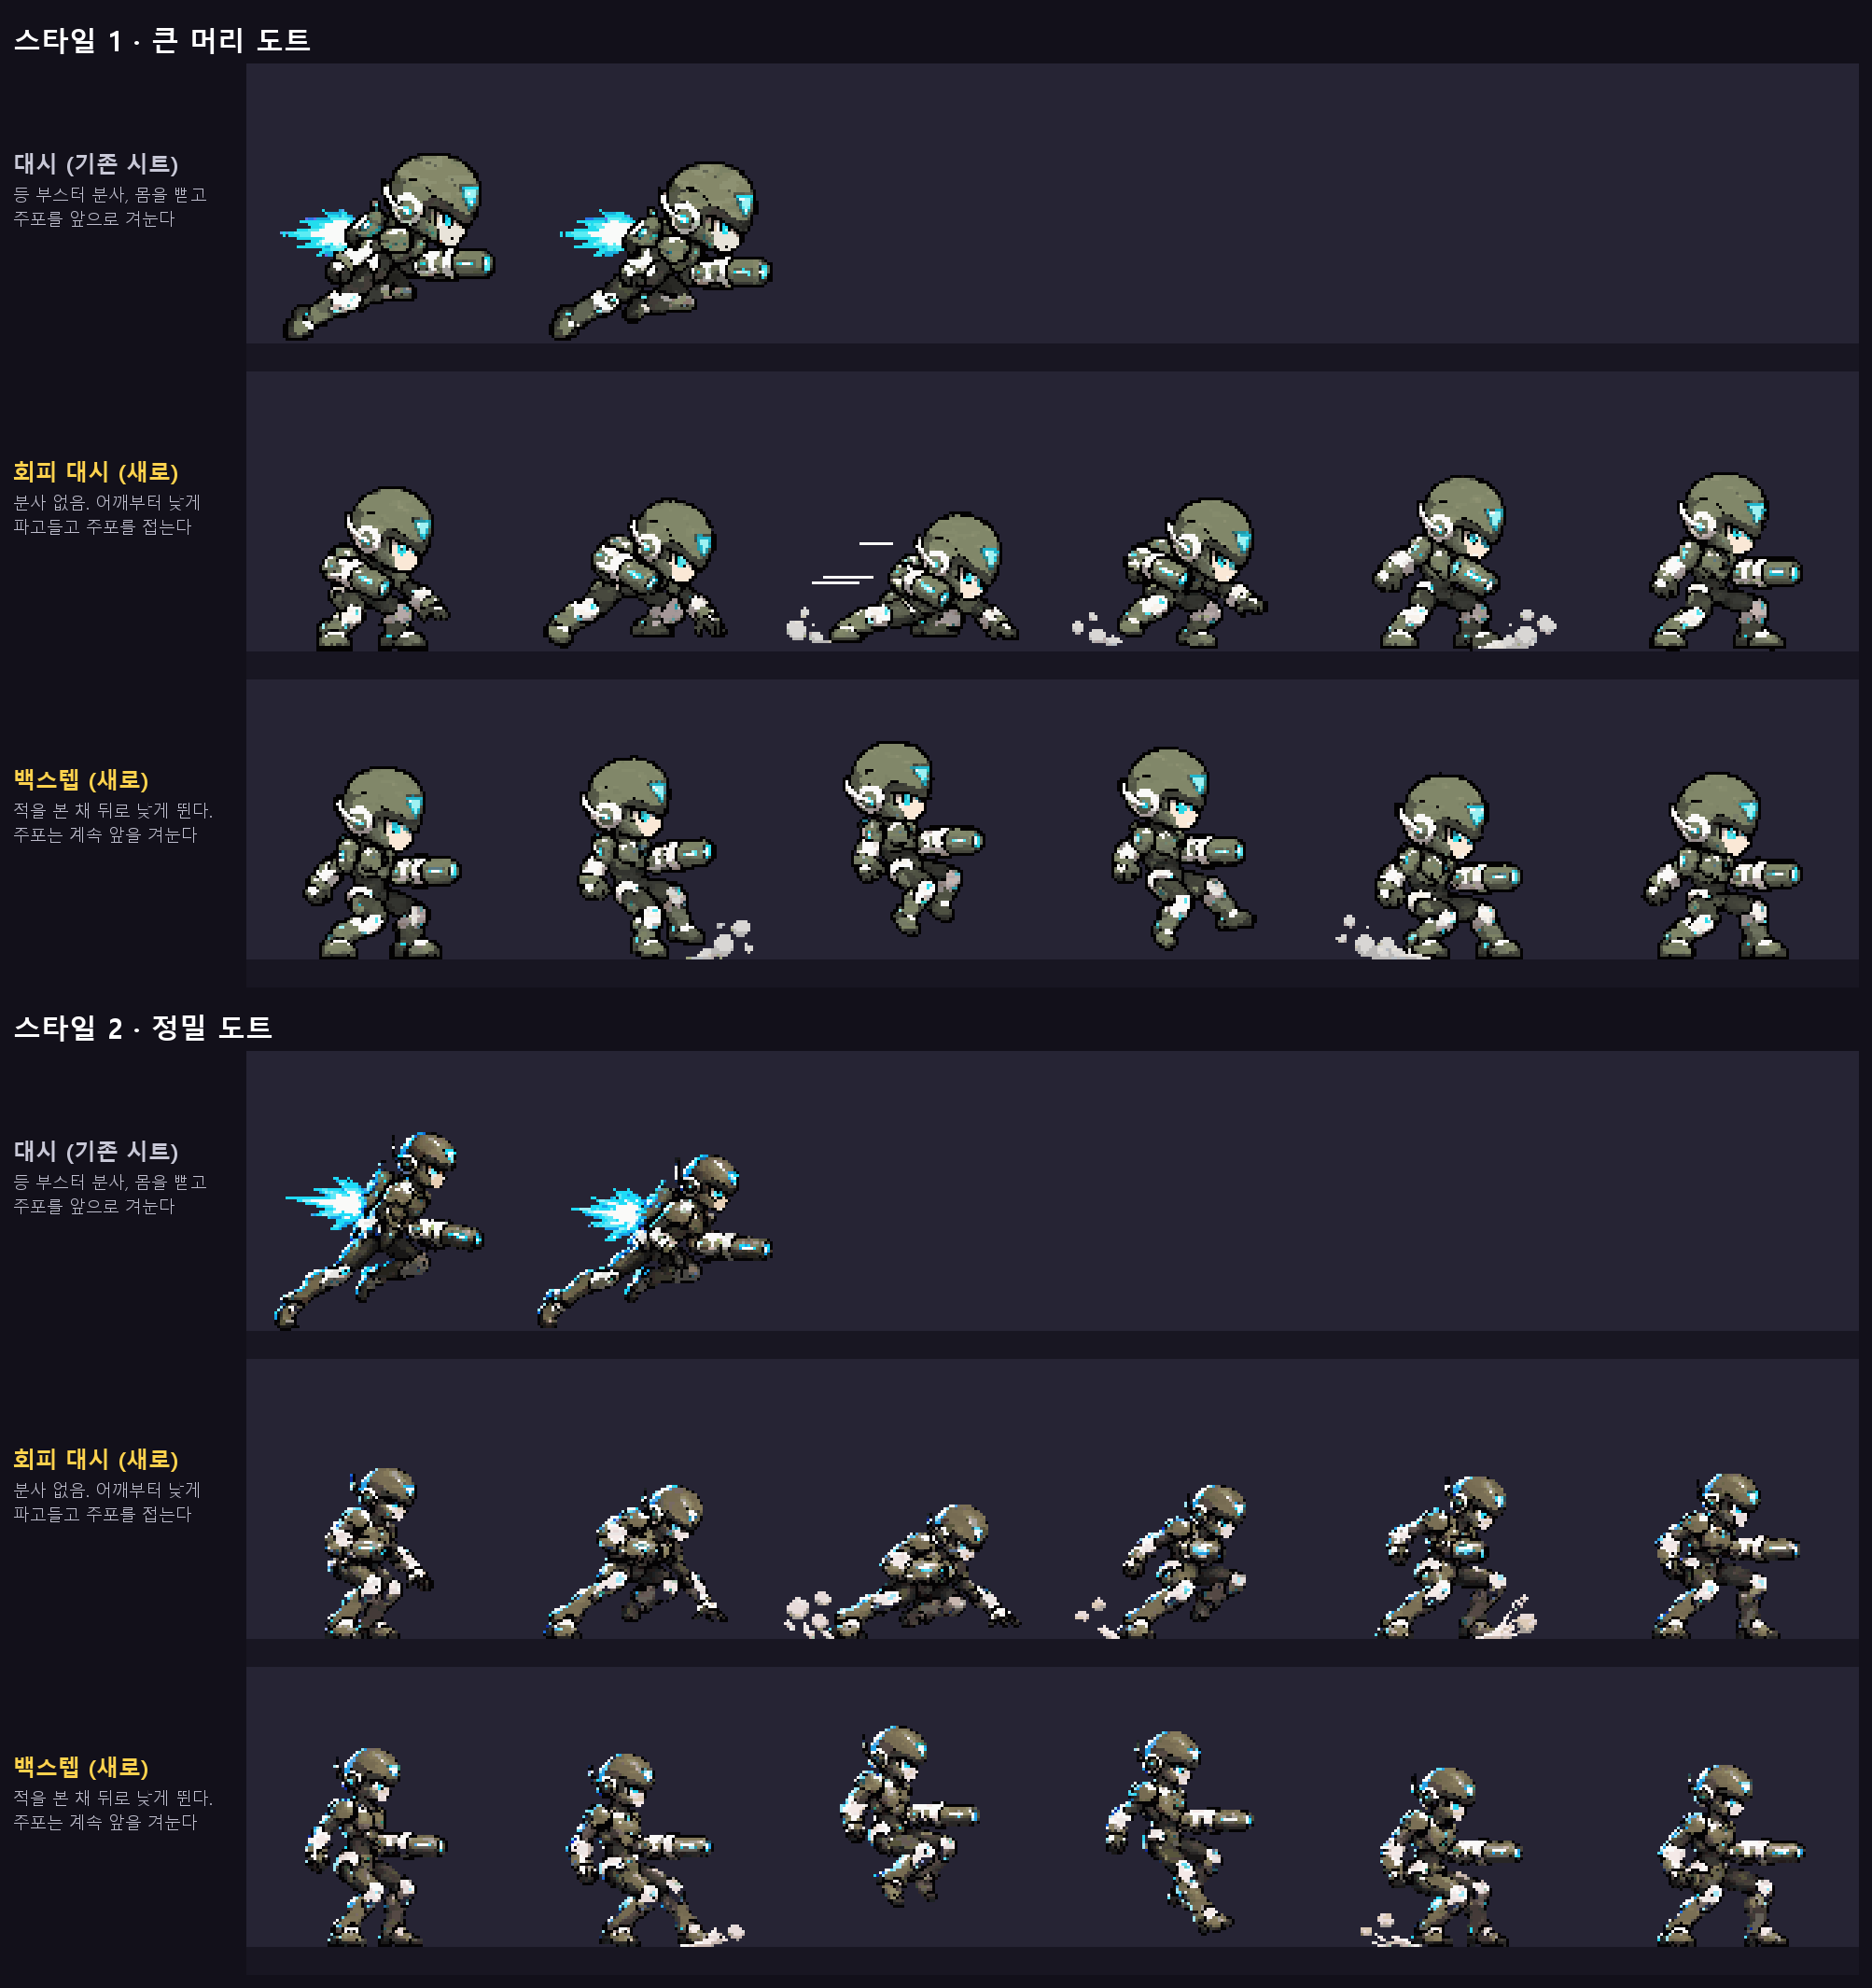 스타일 1 · 큰 머리 도트
대시 (기존 시트)
등 부스터 분사, 몸을 뻗고
주포를 앞으로 겨눈다
회피 대시 (새로)
분사 없음. 어깨부터 낮게
파고들고 주포를 접는다
백스텝 (새로)
적을 본 채 뒤로 낮게 뛴다.
주포는 계속 앞을 겨눈다
스타일 2 · 정밀 도트
대시 (기존 시트)
등 부스터 분사, 몸을 뻗고
주포를 앞으로 겨눈다
회피 대시 (새로)
분사 없음. 어깨부터 낮게
파고들고 주포를 접는다
백스텝 (새로)
적을 본 채 뒤로 낮게 뛴다.
주포는 계속 앞을 겨눈다